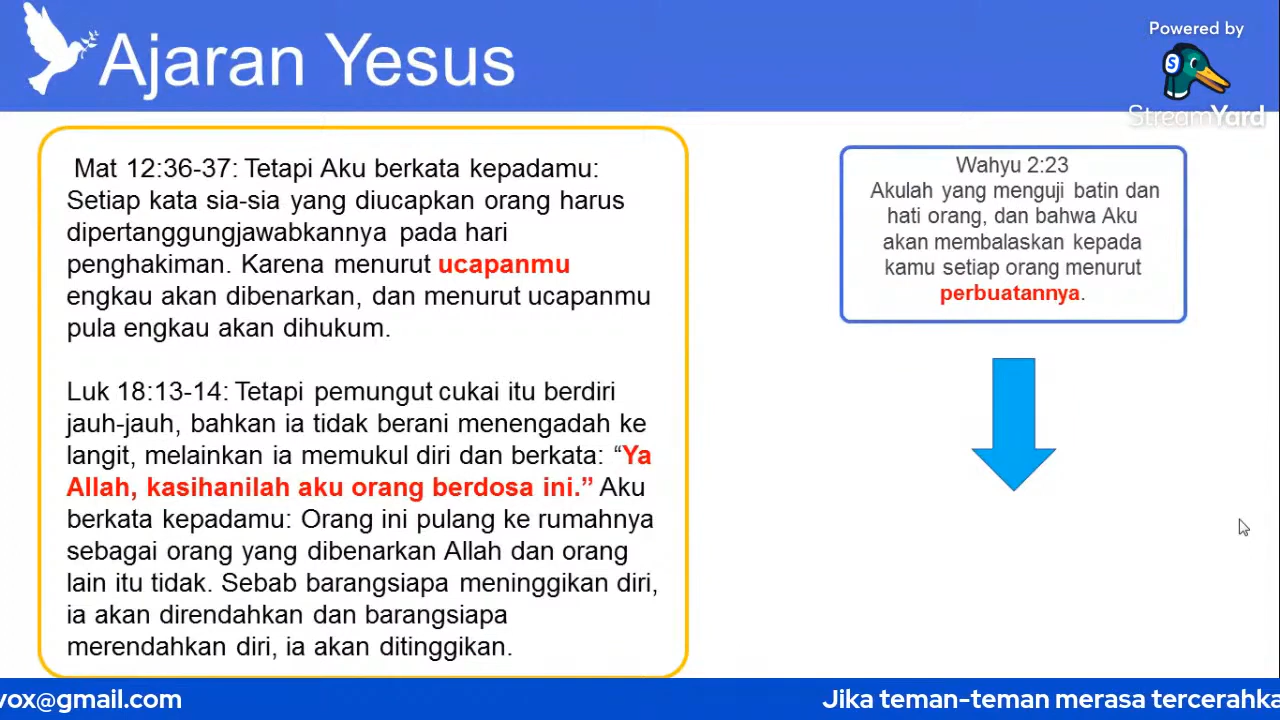 Ajaran Yesus
Powered by
S
StreamYard
Mat 12:36-37: Tetapi Aku berkata kepadamu:
Setiap kata sia-sia yang diucapkan orang harus
dipertanggungjawabkannya pada hari
penghakiman. Karena menurut ucapanmu
engkau akan dibenarkan, dan menurut ucapanmu
pula engkau akan dihukum.
Luk 18:13-14: Tetapi pemungut cukai itu berdiri
jauh-jauh, bahkan ia tidak berani menengadah ke
langit, melainkan ia memukul diri dan berkata: “Ya
Allah, kasihanilah aku orang berdosa ini.” Aku
berkata kepadamu: Orang ini pulang ke rumahnya
sebagai orang yang dibenarkan Allah dan orang
lain itu tidak. Sebab barangsiapa meninggikan diri,
ia akan direndahkan dan barangsiapa
merendahkan diri, ia akan ditinggikan.
Wahyu 2:23
Akulah yang menguji batin dan
hati orang, dan bahwa Aku
akan membalaskan kepada
kamu setiap orang menurut
perbuatannya.
vox@gmail.com
Jika teman-teman merasa tercerahka